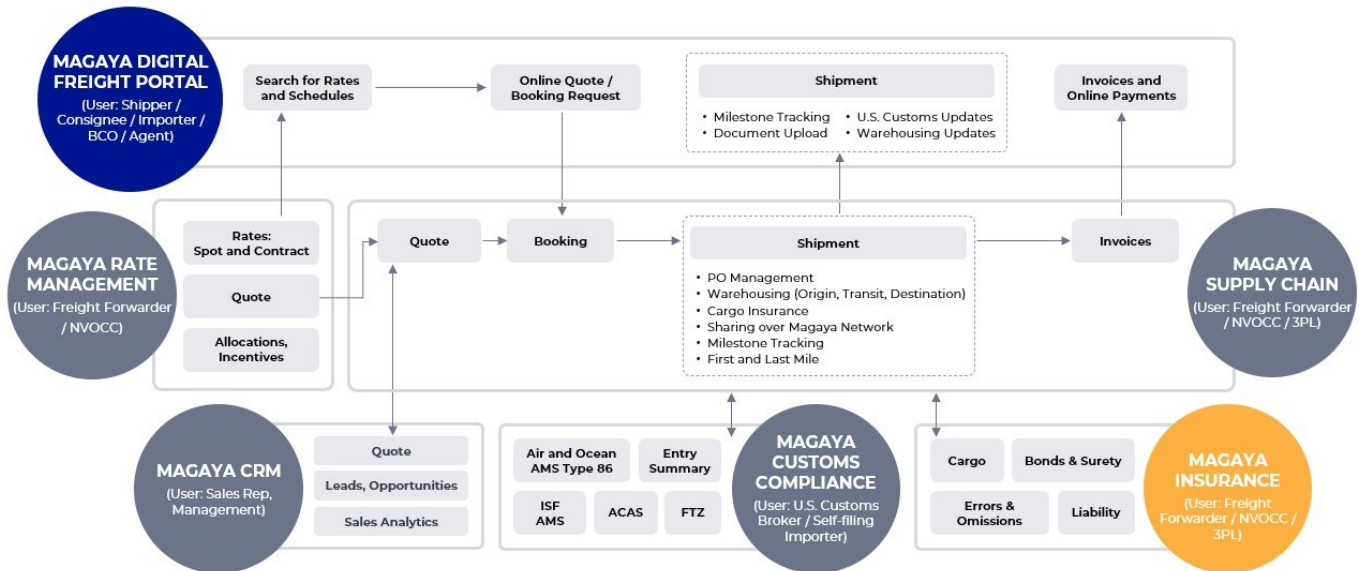 MAGAYA DIGITAL
FREIGHT PORTAL
(User: Shipper /
Consignee / Importer /
BCO / Agent)
Search for Rates
and Schedules
Online Quote /
Booking Request
Shipment
• Milestone Tracking
• Document Upload
• U.S. Customs Updates
• Warehousing Updates
Invoices and
Online Payments
MAGAYA RATE
MANAGEMENT
(User: Freight Forwarder
/ NVOCC)
Rates:
Spot and Contract
Quote
Allocations,
Incentives
Quote
Booking
Shipment
• PO Management
• Warehousing (Origin, Transit, Destination)
• Cargo Insurance
• Sharing over Magaya Network
• Milestone Tracking
• First and Last Mile
Invoices
MAGAYA
SUPPLY CHAIN
(User: Freight Forwarder
/ NVOCC / 3PL)
MAGAYA CRM
(User: Sales Rep,
Management)
Quote
Leads, Opportunities
Sales Analytics
Air and Ocean
AMS Type 86
Entry
Summary
ISF
AMS
ACAS
FTZ
MAGAYA
CUSTOMS
COMPLIANCE
(User: U.S. Customs
Broker / Self-filing
Importer)
Cargo
Bonds & Surety
Errors &
Omissions
Liability
MAGAYA
INSURANCE
(User: Freight
Forwarder / NVOCC /
3PL)